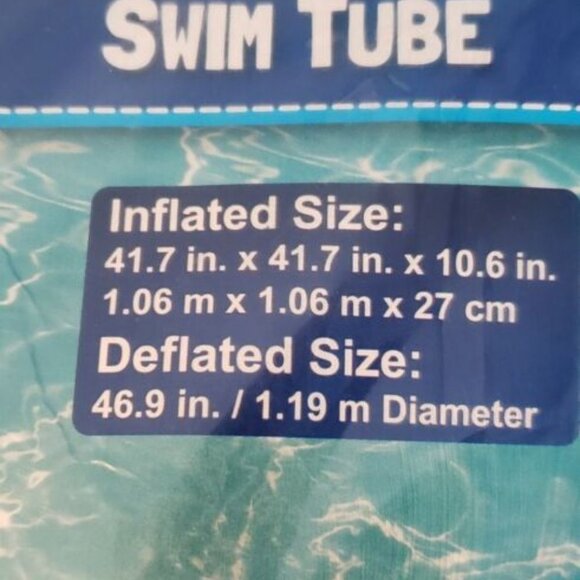 SWIM TUBE
Inflated Size:
41.7 in. x 41.7 in. x 10.6 in.
1.06 m x 1.06 m x 27 cm
Deflated Size:
46.9 in. / 1.19 m Diameter